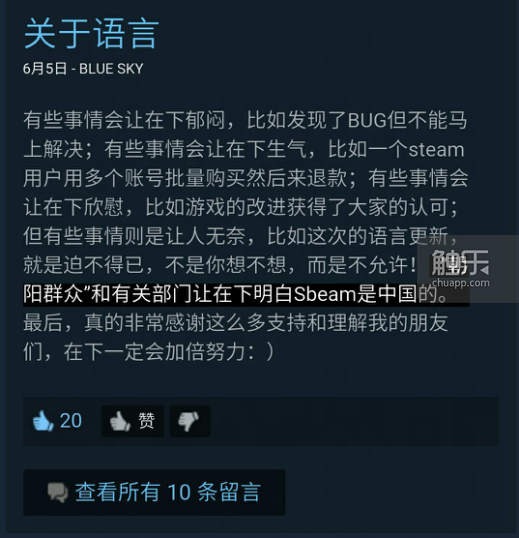 关于语言
6月5日 - BLUE SKY
有些事情会让在下郁闷，比如发现了BUG但不能马
上解决；有些事情会让在下生气，比如一个steam
用户用多个账号批量购买然后来退款；有些事情会
让在下欣慰，比如游戏的改进获得了大家的认可；
但有些事情则是让人无奈，比如这次的语言更新，
就是迫不得已，不是你想不想，而是不允许！
阳群众”和有关部门让在下明白Sbeam是中国的。
最后，真的非常感谢这么多支持和理解我的朋友
们，在下一定会加倍努力：）
触乐
chuapp.com
20
赞
查看所有 10 条留言